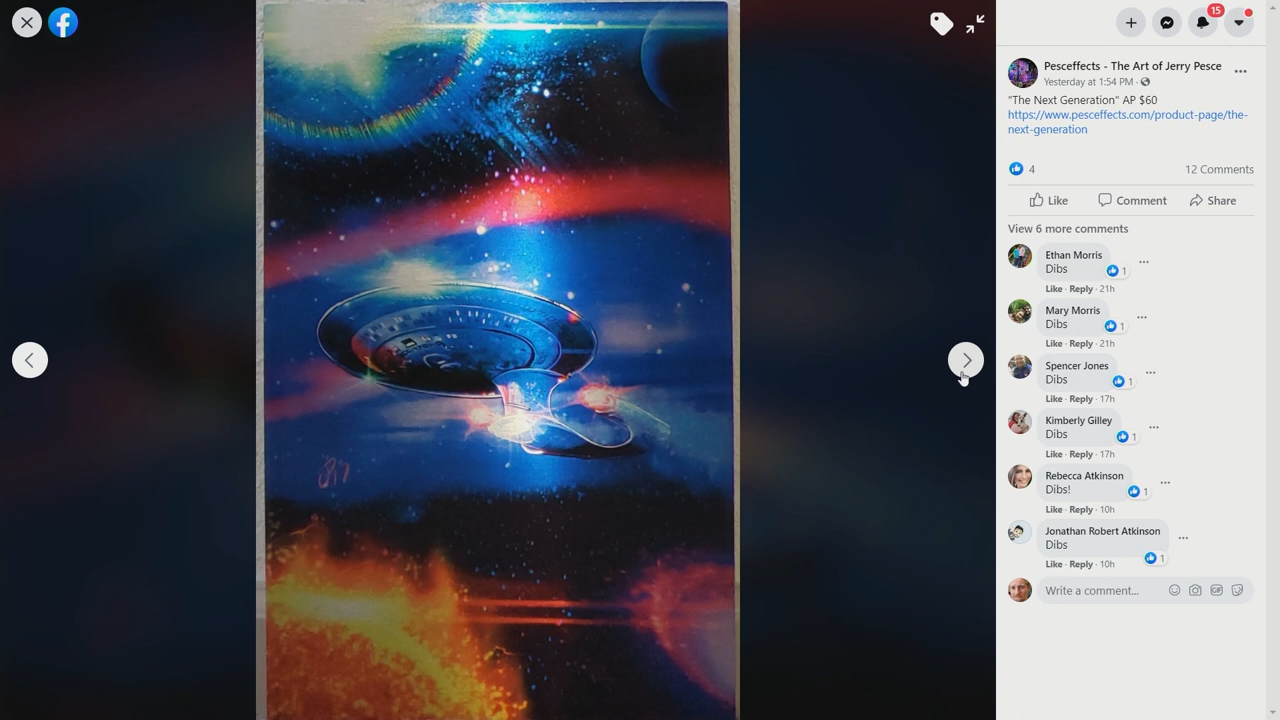 15
Pesceffects - The Art of Jerry Pesce
Yesterday at 1:54 PM ·
"The Next Generation" AP $60
https://www.pesceffects.com/product-page/the-
next-generation
4
12 Comments
Like
Comment
Share
View 6 more comments
Ethan Morris
Dibs
1
Like · Reply · 21h
Mary Morris
Dibs
1
Like · Reply · 21h
Spencer Jones
Dibs
1
Like · Reply · 17h
Kimberly Gilley
Dibs
1
Like · Reply · 17h
Rebecca Atkinson
Dibs!
1
Like · Reply · 10h
Jonathan Robert Atkinson
Dibs
1
Like · Reply · 10h
Write a comment...
GIF